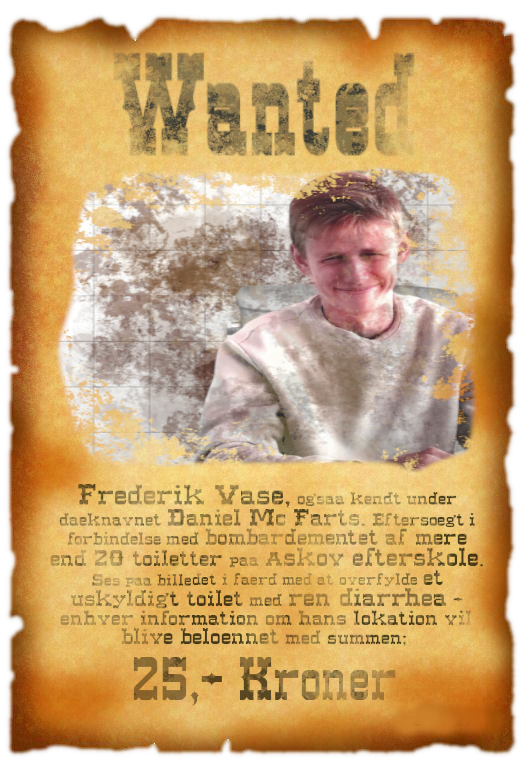 Wanted
Frederik Vase, ogsaa kendt under
daeknavnet Daniel Mc Farts. Eftersoegt i
forbindelse med bombardementet af mere
end 20 toiletter paa Askov efterskole.
Ses paa billedet i faerd med at overfylde et
uskyldigt toilet med ren diarrhea -
enhver information om hans lokation vil
blive beloennet med summen:
25,- Kroner